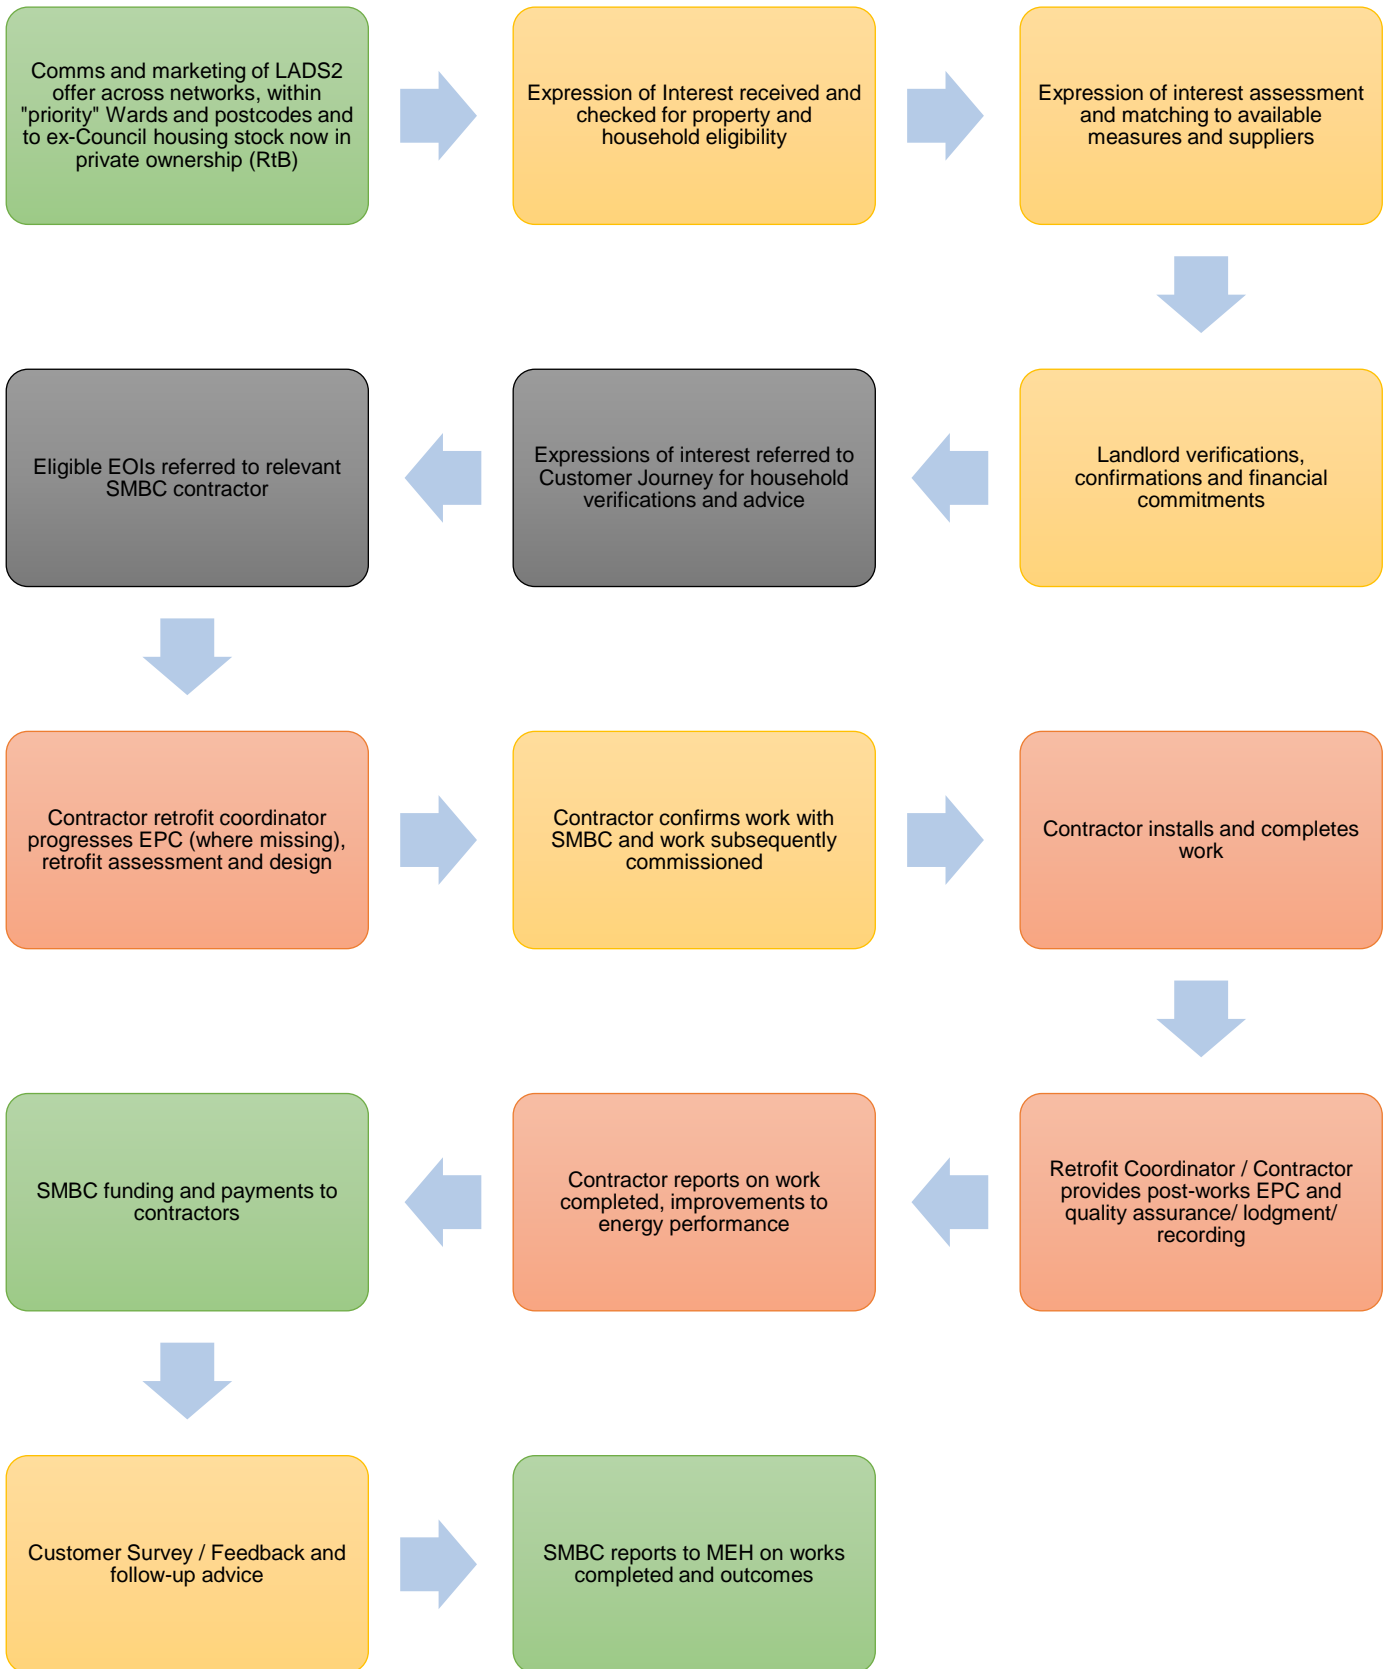 Comms and marketing of LADS2
offer across networks, within
"priority" Wards and postcodes and
to ex-Council housing stock now in
private ownership (RtB)
Expression of Interest received and
checked for property and
household eligibility
Expression of interest assessment
and matching to available
measures and suppliers
Landlord verifications,
confirmations and financial
commitments
Expressions of interest referred to
Customer Journey for household
verifications and advice
Eligible EOIs referred to relevant
SMBC contractor
Contractor retrofit coordinator
progresses EPC (where missing),
retrofit assessment and design
Contractor confirms work with
SMBC and work subsequently
commissioned
Contractor installs and completes
work
Retrofit Coordinator / Contractor
provides post-works EPC and
quality assurance/ lodgment/
recording
Contractor reports on work
completed, improvements to
energy performance
SMBC funding and payments to
contractors
Customer Survey / Feedback and
follow-up advice
SMBC reports to MEH on works
completed and outcomes